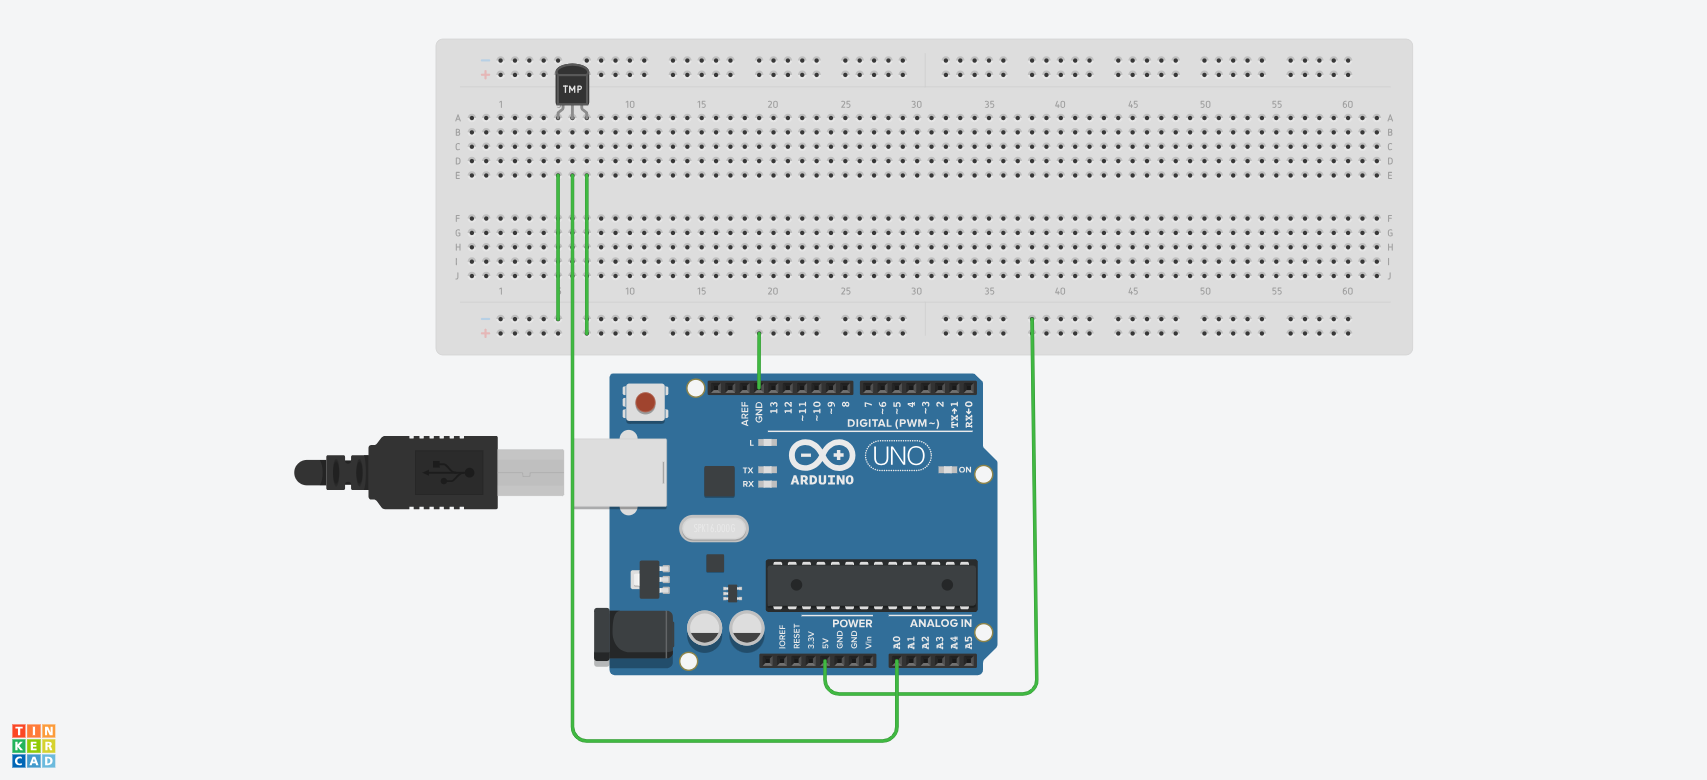 − −
+ +
TMP
1 10 15 20 25 30 35 40 45 50 55 60
A A
B B
C C
D D
E E
F F
G G
H H
I I
J J
1 10 15 20 25 30 35 40 45 50 55 60
−
+
AREF GND 13 12 ~11 ~10 ~9 8 7 ~6 ~5 4 ~3 2 TX→1 RX←0
DIGITAL (PWM~)
L
TX
RX
ARDUINO
UNO
ON
POWER ANALOG IN
IOREF RESET 3.3V 5V GND GND Vin A0 A1 A2 A3 A4 A5
TIN
KER
CAD